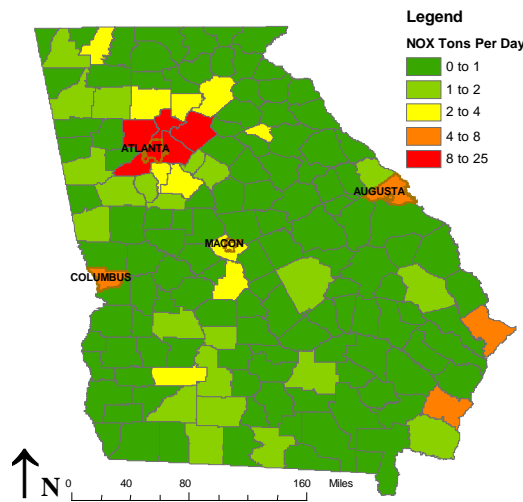 Legend
NOX Tons Per Day
0 to 1
1 to 2
2 to 4
4 to 8
8 to 25
ATLANTA
AUGUSTA
MACON
COLUMBUS
N
0 40 80 160 Miles